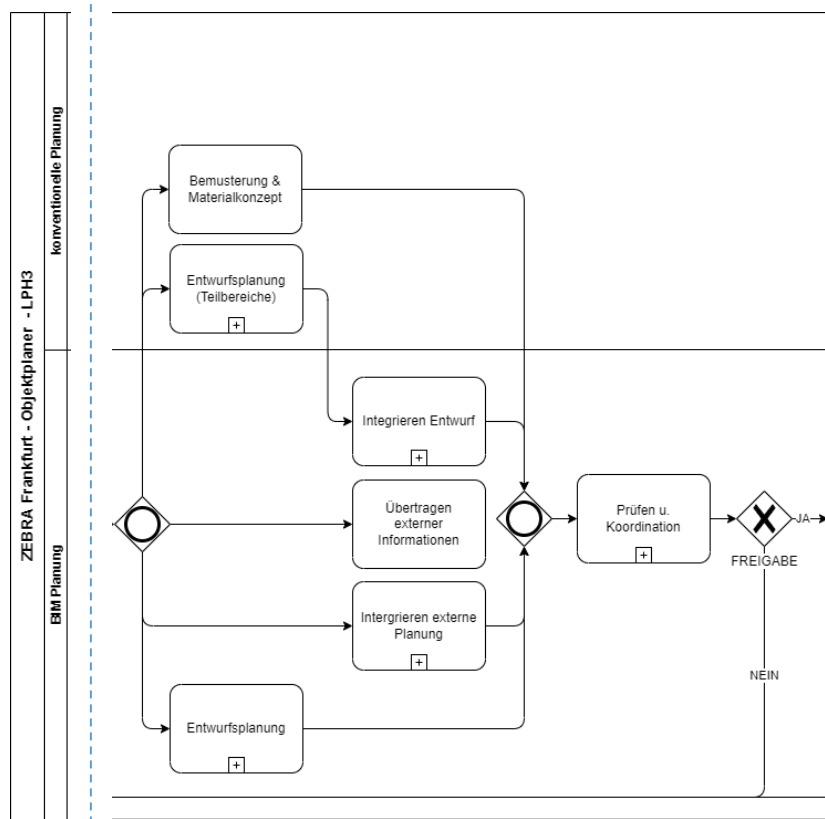 ZEBRA Frankfurt - Objektplaner - LPH3
konventionelle Planung
BIM Planung
Bemusterung &
Materialkonzept
Entwurfsplanung
(Teilbereiche)
Integrieren Entwurf
Übertragen
externer
Informationen
Intergrieren externe
Planung
Entwurfsplanung
Prüfen u.
Koordination
JA
FREIGABE
NEIN